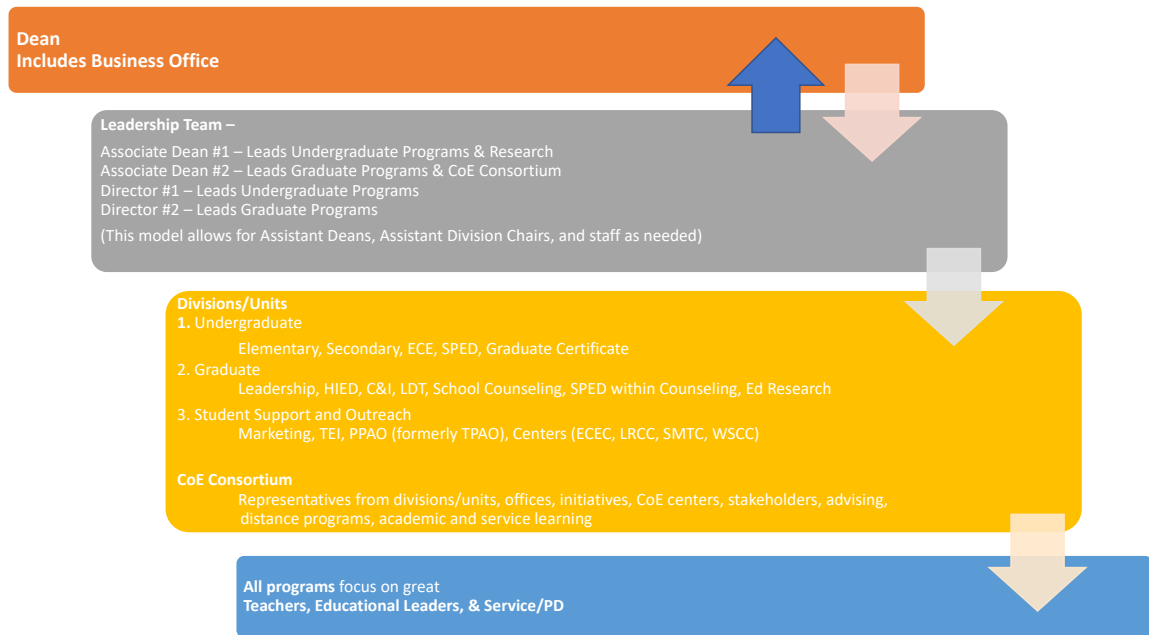 Dean
Includes Business Office
Leadership Team –
Associate Dean #1 – Leads Undergraduate Programs & Research
Associate Dean #2 – Leads Graduate Programs & CoE Consortium
Director #1 – Leads Undergraduate Programs
Director #2 – Leads Graduate Programs
(This model allows for Assistant Deans, Assistant Division Chairs, and staff as needed)
Divisions/Units
1. Undergraduate
Elementary, Secondary, ECE, SPED, Graduate Certificate
2. Graduate
Leadership, HIED, C&I, LDT, School Counseling, SPED within Counseling, Ed Research
3. Student Support and Outreach
Marketing, TEI, PPAO (formerly TPAO), Centers (ECEC, LRCC, SMTC, WSCC)
CoE Consortium
Representatives from divisions/units, offices, initiatives, CoE centers, stakeholders, advising,
distance programs, academic and service learning
All programs focus on great
Teachers, Educational Leaders, & Service/PD